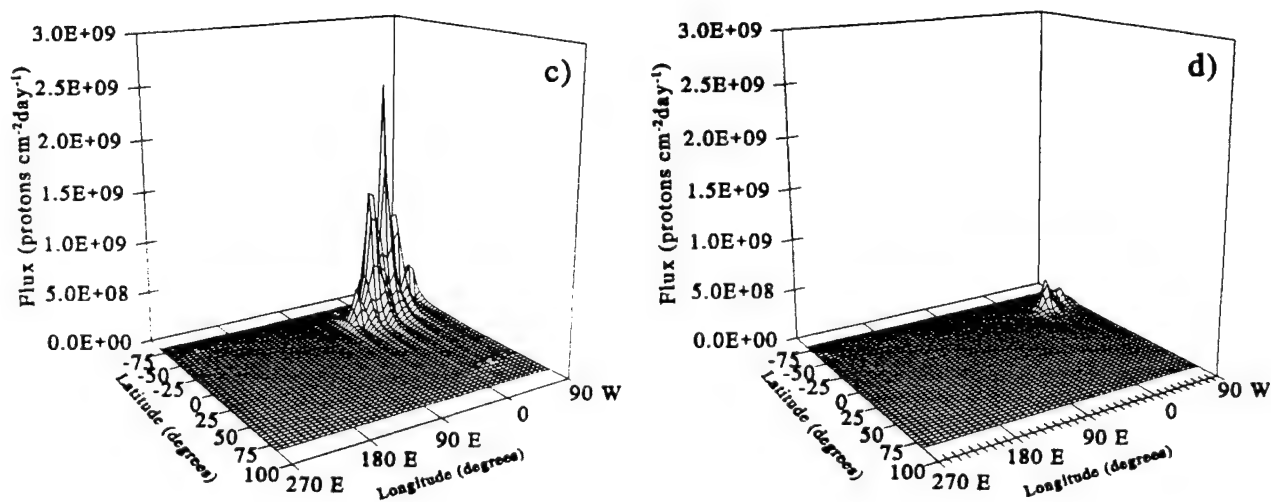 3.0E+09
c)
2.5E+09
2.0E+09
1.5E+09
1.0E+09
5.0E+08
0.0E+00
Flux (protons cm⁻²day⁻¹)
-75
-50
-25
0
25
50
75
100
Latitude (degrees)
270 E
180 E
90 E
0
90 W
Longitude (degrees)
3.0E+09
d)
2.5E+09
2.0E+09
1.5E+09
1.0E+09
5.0E+08
0.0E+00
Flux (protons cm⁻²day⁻¹)
-75
-50
-25
0
25
50
75
100
Latitude (degrees)
270 E
180 E
90 E
0
90 W
Longitude (degrees)